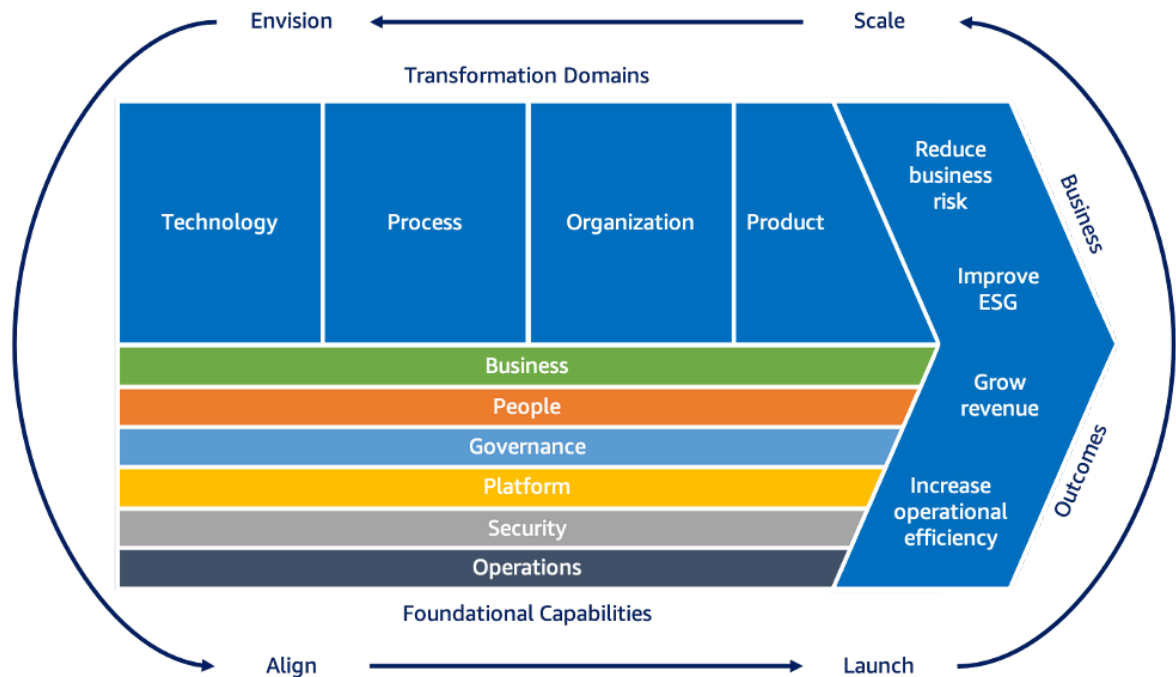 Envision
Scale
Transformation Domains
Technology
Process
Organization
Product
Reduce
business
risk
Improve
ESG
Grow
revenue
Increase
operational
efficiency
Business
Outcomes
Business
People
Governance
Platform
Security
Operations
Foundational Capabilities
Align
Launch